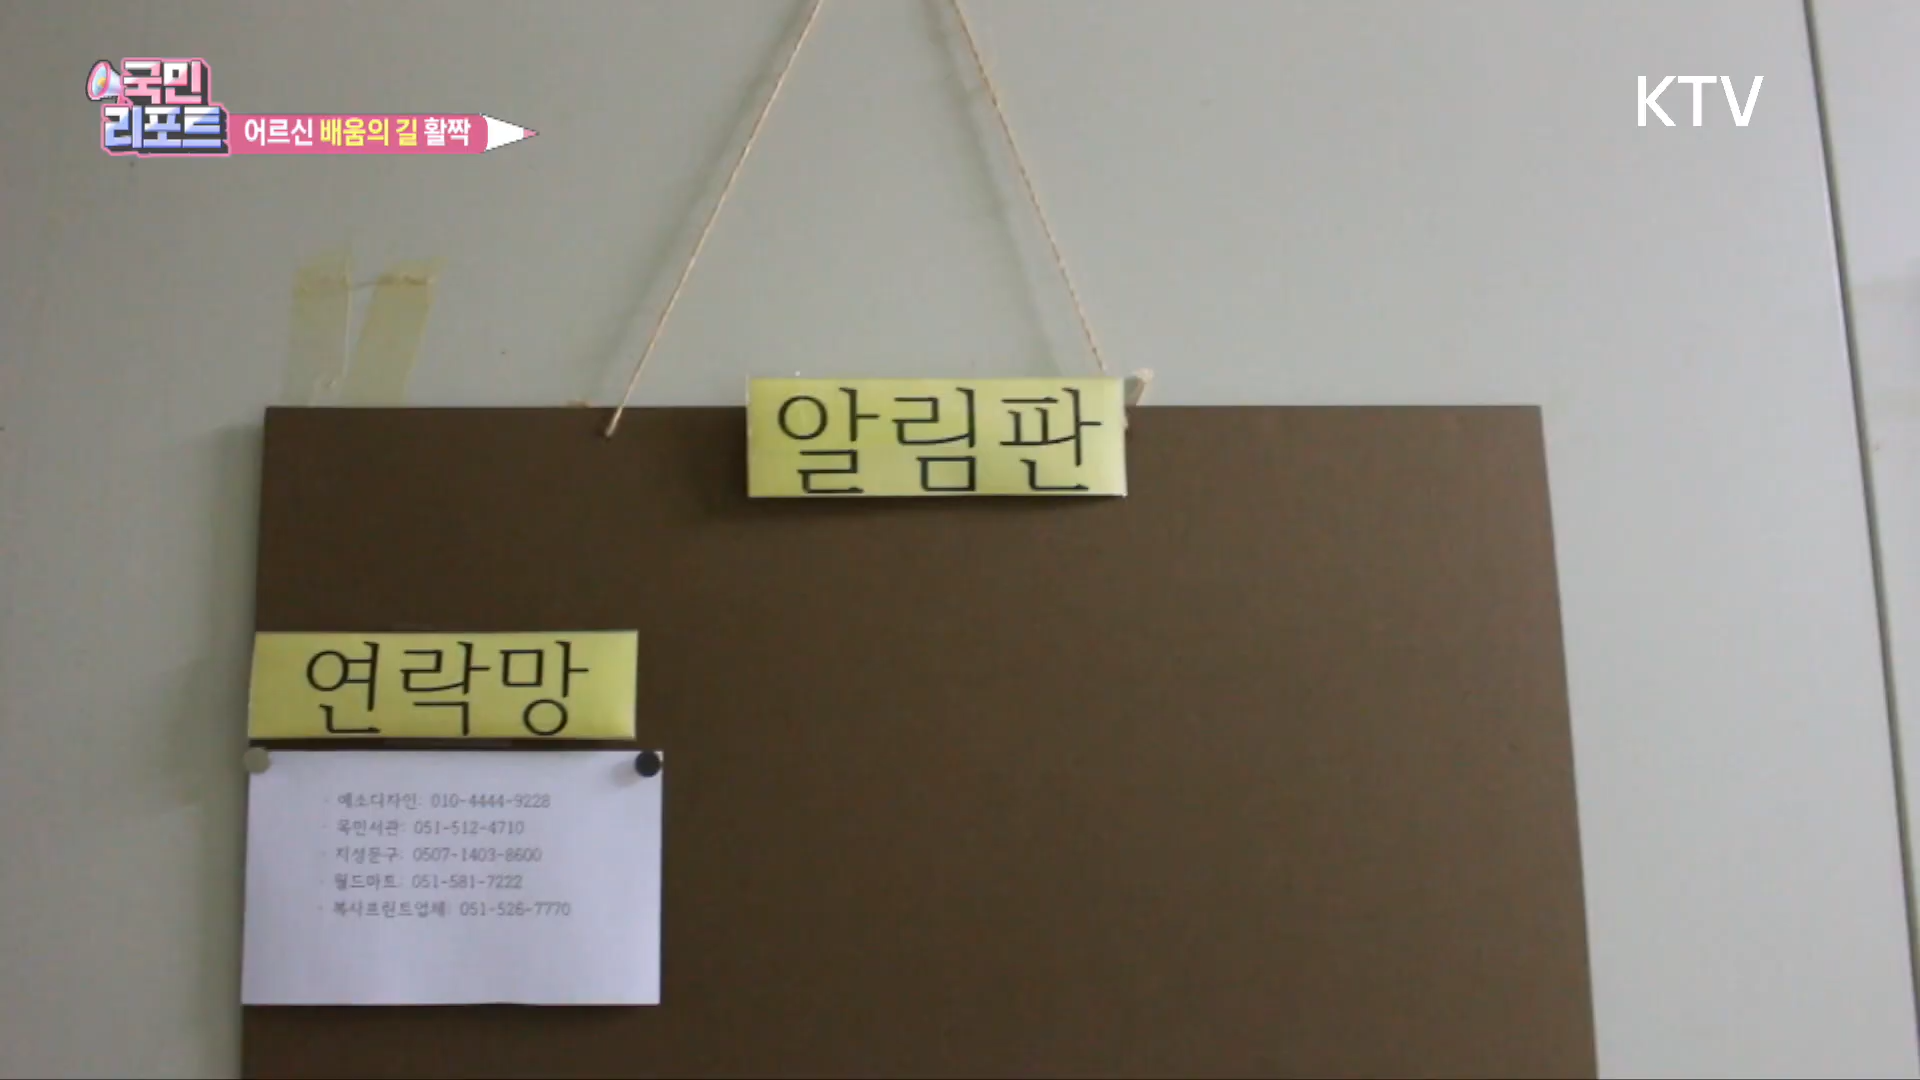 국민
리포트
어르신 배움의 길 활짝
KTV
알림판
연락망
· 예소디자인: 010-4444-9228
· 목민서관: 051-512-4710
· 지성문구: 0507-1403-8600
· 월드마트: 051-581-7222
· 복사프린트업체: 051-526-7770